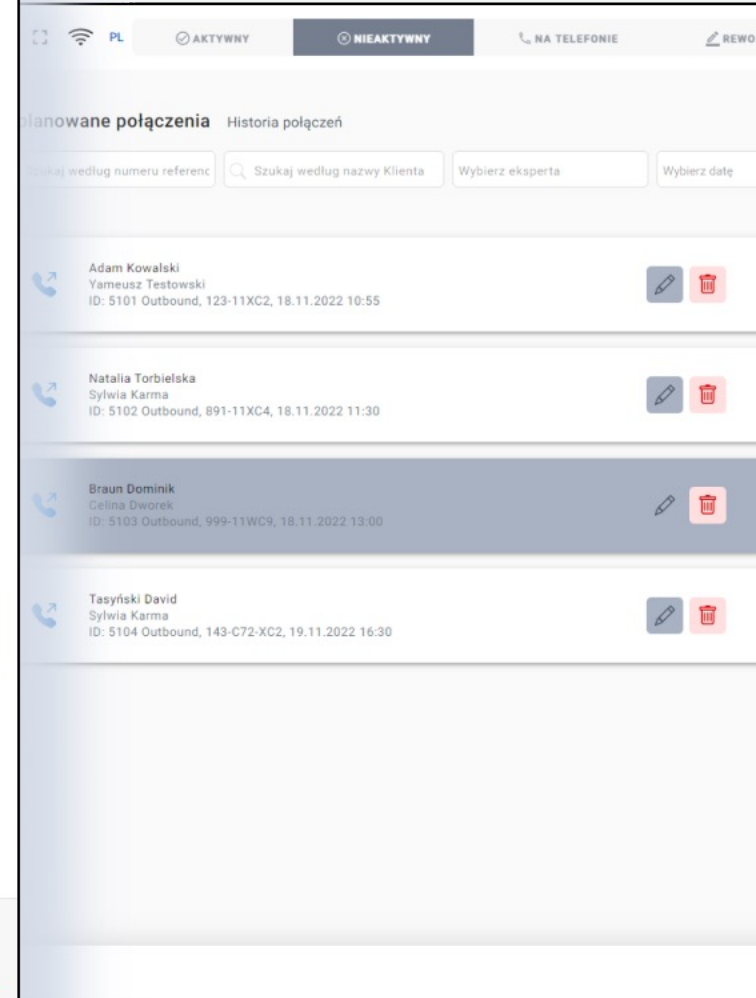 PL AKTYWNY NIEAKTYWNY NA TELEFONIE REWO
planowane połączenia Historia połączeń
Szukaj według numeru referenc Szukaj według nazwy Klienta Wybierz eksperta Wybierz datę
Adam Kowalski
Yameusz Testowski
ID: 5101 Outbound, 123-11XC2, 18.11.2022 10:55
Natalia Torbielska
Sylwia Karma
ID: 5102 Outbound, 891-11XC4, 18.11.2022 11:30
Braun Dominik
Celina Dworek
ID: 5103 Outbound, 999-11WC9, 18.11.2022 13:00
Tasyński David
Sylwia Karma
ID: 5104 Outbound, 143-C72-XC2, 19.11.2022 16:30